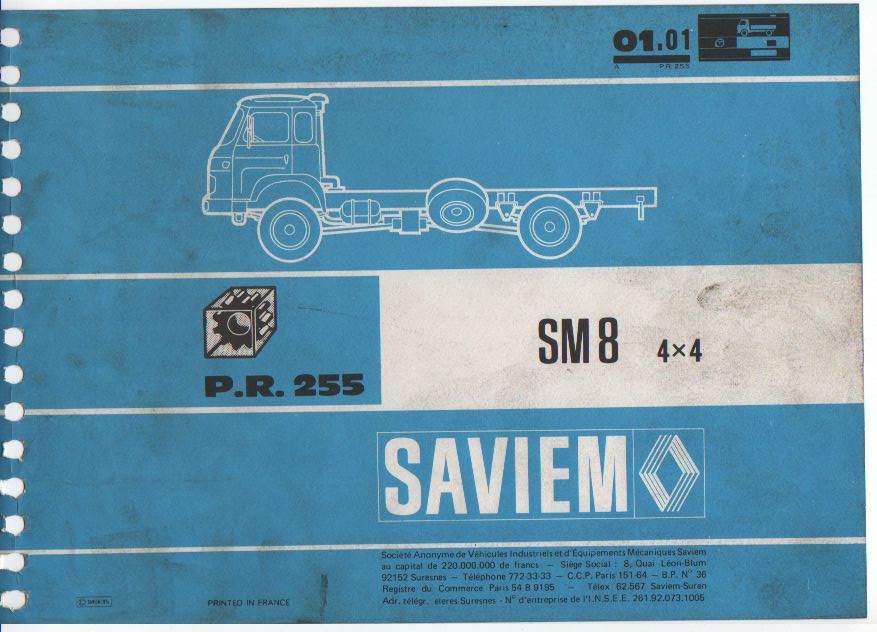 01.01
A P.R 255
SM8 4×4
P.R. 255
SAVIEM
Société Anonyme de Véhicules Industriels et d'Équipements Mécaniques Saviem
au capital de 220.000.000 de francs — Siège Social : 8, Quai Léon-Blum
92152 Suresnes — Téléphone 772-33-33 — C.C.P. Paris 151-64 — B.P. N° 36
Registre du Commerce Paris 54 B 9195 — Télex 62.567 Saviem-Suren
Adr. télégr. eteres Suresnes - N° d'entreprise de l'I.N.S.E.E. 261.92.073.1005
PRINTED IN FRANCE